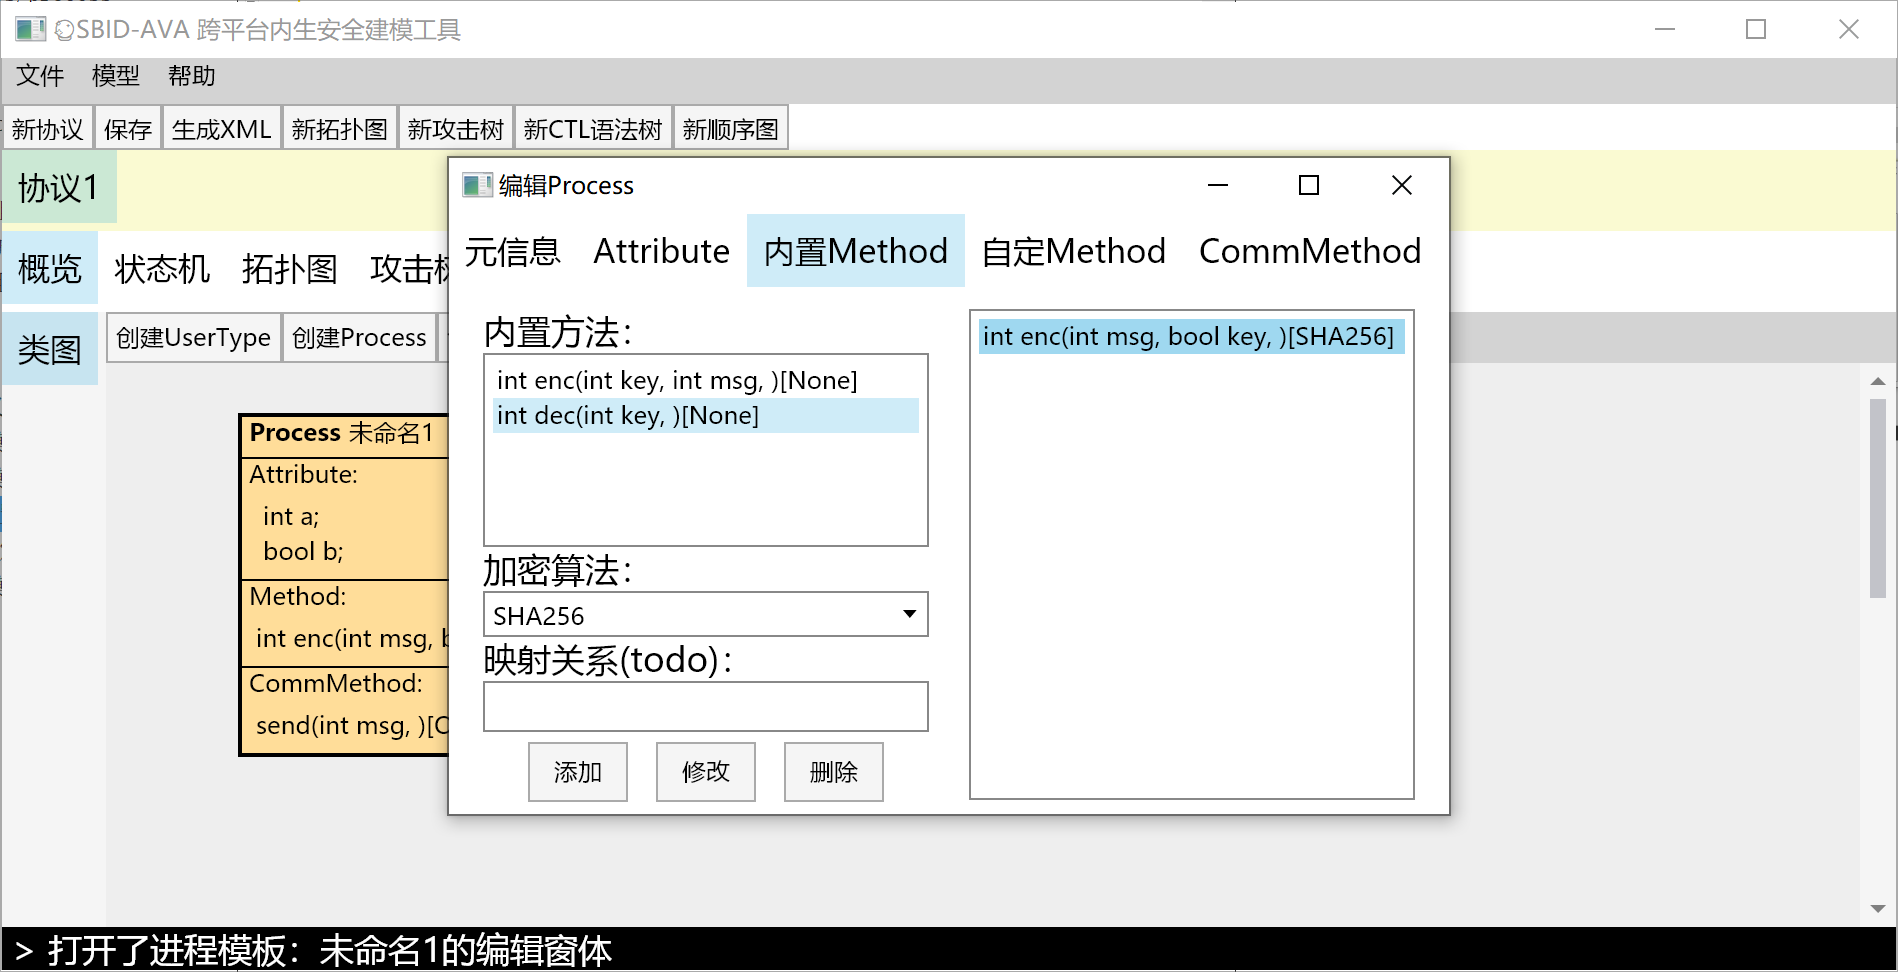 SBID-AVA 跨平台内生安全建模工具
文件 模型 帮助
新协议 保存 生成XML 新拓扑图 新攻击树 新CTL语法树 新顺序图
协议1
概览 状态机 拓扑图 攻击树
类图 创建UserType 创建Process
Process 未命名1
Attribute:
int a;
bool b;
Method:
int enc(int msg, b
CommMethod:
send(int msg, )[
编辑Process
元信息 Attribute 内置Method 自定Method CommMethod
内置方法：
int enc(int key, int msg, )[None]
int dec(int key, )[None]
加密算法：
SHA256
映射关系(todo)：
添加 修改 删除
int enc(int msg, bool key, )[SHA256]
> 打开了进程模板：未命名1的编辑窗体